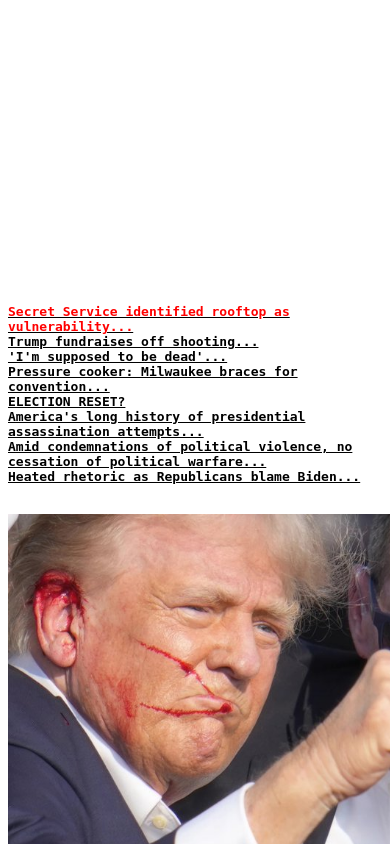 Secret Service identified rooftop as
vulnerability...
Trump fundraises off shooting...
'I'm supposed to be dead'...
Pressure cooker: Milwaukee braces for
convention...
ELECTION RESET?
America's long history of presidential
assassination attempts...
Amid condemnations of political violence, no
cessation of political warfare...
Heated rhetoric as Republicans blame Biden...